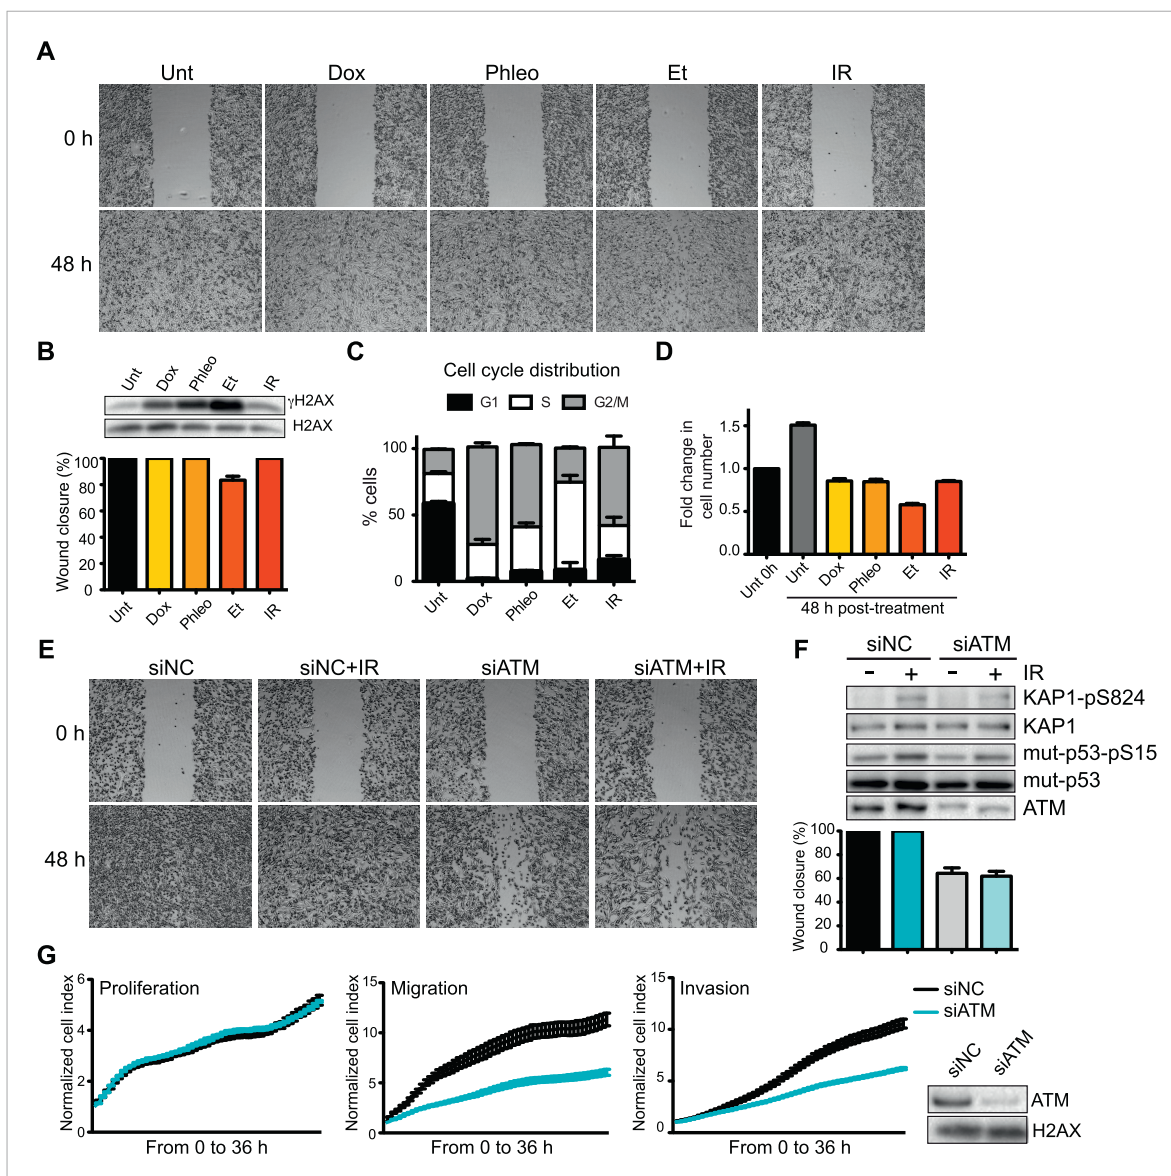 A
Unt Dox Phleo Et IR
0 h
48 h
B
Unt Dox Phleo Et IR
γH2AX
H2AX
Wound closure (%)
100
80
60
40
20
0
Unt Dox Phleo Et IR
C
Cell cycle distribution
G1 S G2/M
% cells
100
50
0
Unt Dox Phleo Et IR
D
Fold change in
cell number
1.5
1.0
0.5
0.0
Unt 0h Unt Dox Phleo Et IR
48 h post-treatment
E
siNC siNC+IR siATM siATM+IR
0 h
48 h
F
siNC siATM
- + - + IR
KAP1-pS824
KAP1
mut-p53-pS15
mut-p53
ATM
Wound closure (%)
100
80
60
40
20
0
G
Normalized cell index
6
4
2
0
Proliferation
From 0 to 36 h
Normalized cell index
15
10
5
0
Migration
From 0 to 36 h
Normalized cell index
15
10
5
0
Invasion
From 0 to 36 h
siNC
siATM
siNC siATM
ATM
H2AX